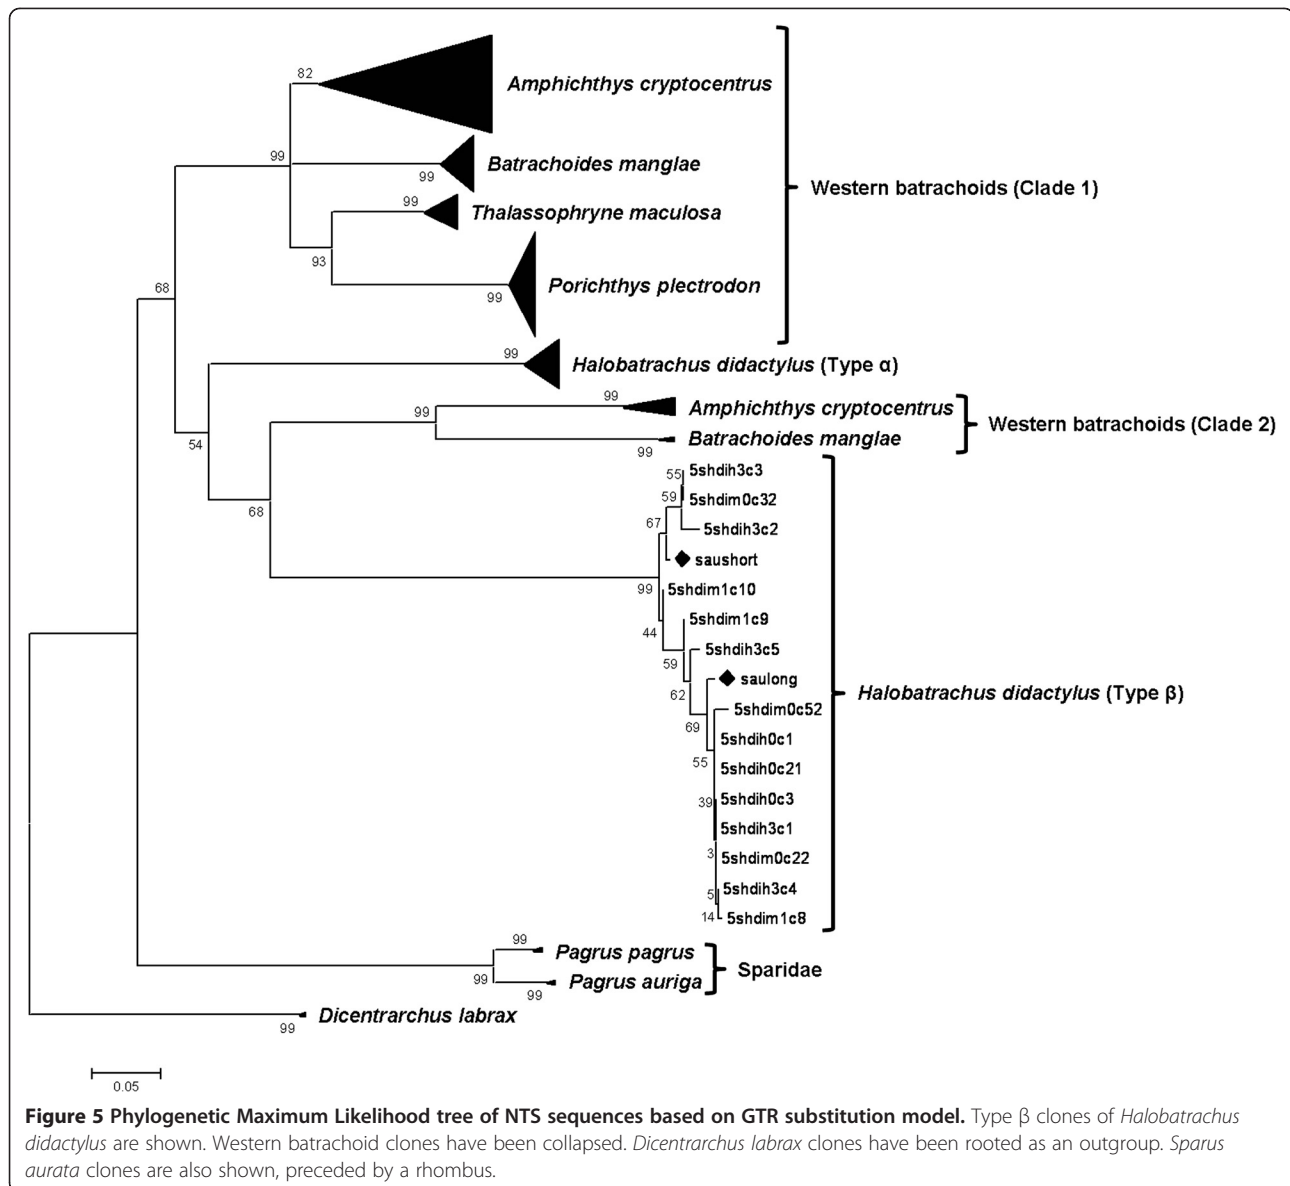 82
Amphichthys cryptocentrus
99
Batrachoides manglae
99
Western batrachoids (Clade 1)
99
Thalassophryne maculosa
93
Porichthys plectrodon
99
68
99
Halobatrachus didactylus (Type α)
99
Amphichthys cryptocentrus
99
Western batrachoids (Clade 2)
54
Batrachoides manglae
99
68
55
5shdih3c3
59
5shdim0c32
67
5shdih3c2
saushort
99
5shdim1c10
44
5shdim1c9
59
5shdih3c5
62
saulong
Halobatrachus didactylus (Type β)
69
5shdim0c52
5shdih0c1
55
5shdih0c21
39
5shdih0c3
5shdih3c1
3
5shdim0c22
5
5shdih3c4
14
5shdim1c8
99
Pagrus pagrus
99
Sparidae
Pagrus auriga
99
Dicentrarchus labrax
99
0.05
Figure 5 Phylogenetic Maximum Likelihood tree of NTS sequences based on GTR substitution model. Type β clones of Halobatrachus
didactylus are shown. Western batrachoid clones have been collapsed. Dicentrarchus labrax clones have been rooted as an outgroup. Sparus
aurata clones are also shown, preceded by a rhombus.